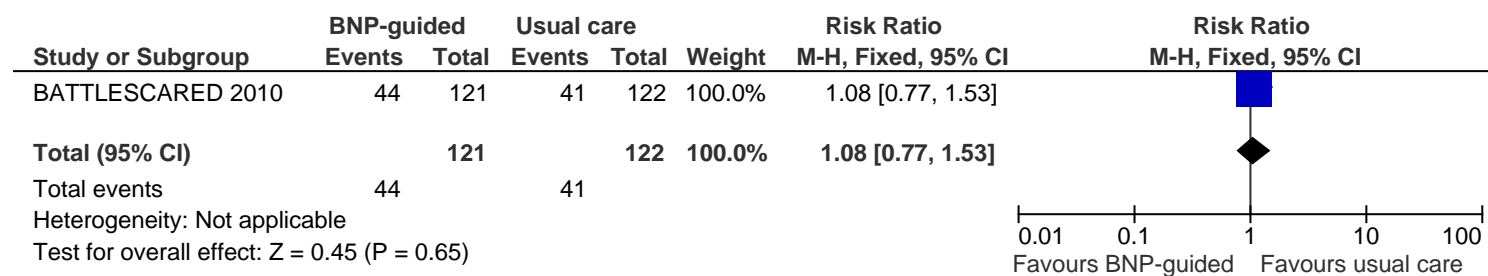 BNP-guided Usual care Risk Ratio Risk Ratio
Study or Subgroup Events Total Events Total Weight M-H, Fixed, 95% CI M-H, Fixed, 95% CI
BATTLESCARED 2010 44 121 41 122 100.0% 1.08 [0.77, 1.53]
Total (95% CI) 121 122 100.0% 1.08 [0.77, 1.53]
Total events 44 41
Heterogeneity: Not applicable
Test for overall effect: Z = 0.45 (P = 0.65)
0.01 0.1 1 10 100
Favours BNP-guided Favours usual care